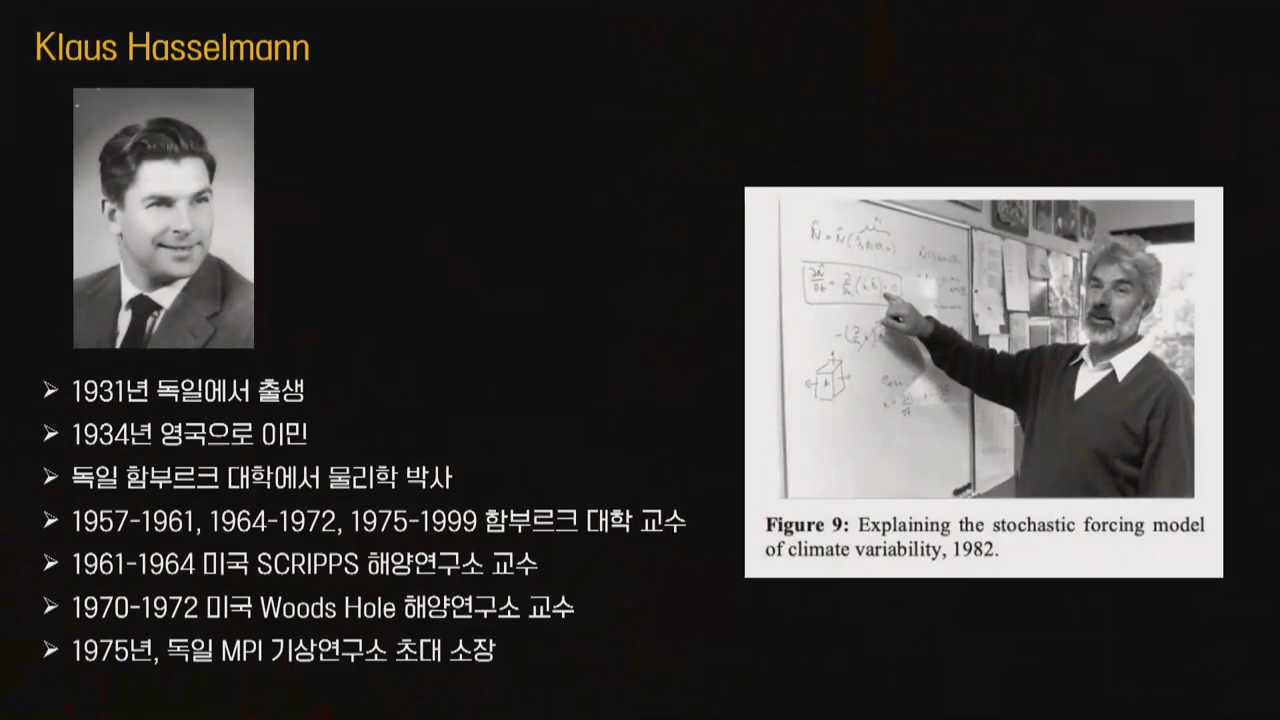 Klaus Hasselmann
➢ 1931년 독일에서 출생
➢ 1934년 영국으로 이민
➢ 독일 함부르크 대학에서 물리학 박사
➢ 1957-1961, 1964-1972, 1975-1999 함부르크 대학 교수
➢ 1961-1964 미국 SCRIPPS 해양연구소 교수
➢ 1970-1972 미국 Woods Hole 해양연구소 교수
➢ 1975년, 독일 MPI 기상연구소 초대 소장
Figure 9: Explaining the stochastic forcing model
of climate variability, 1982.